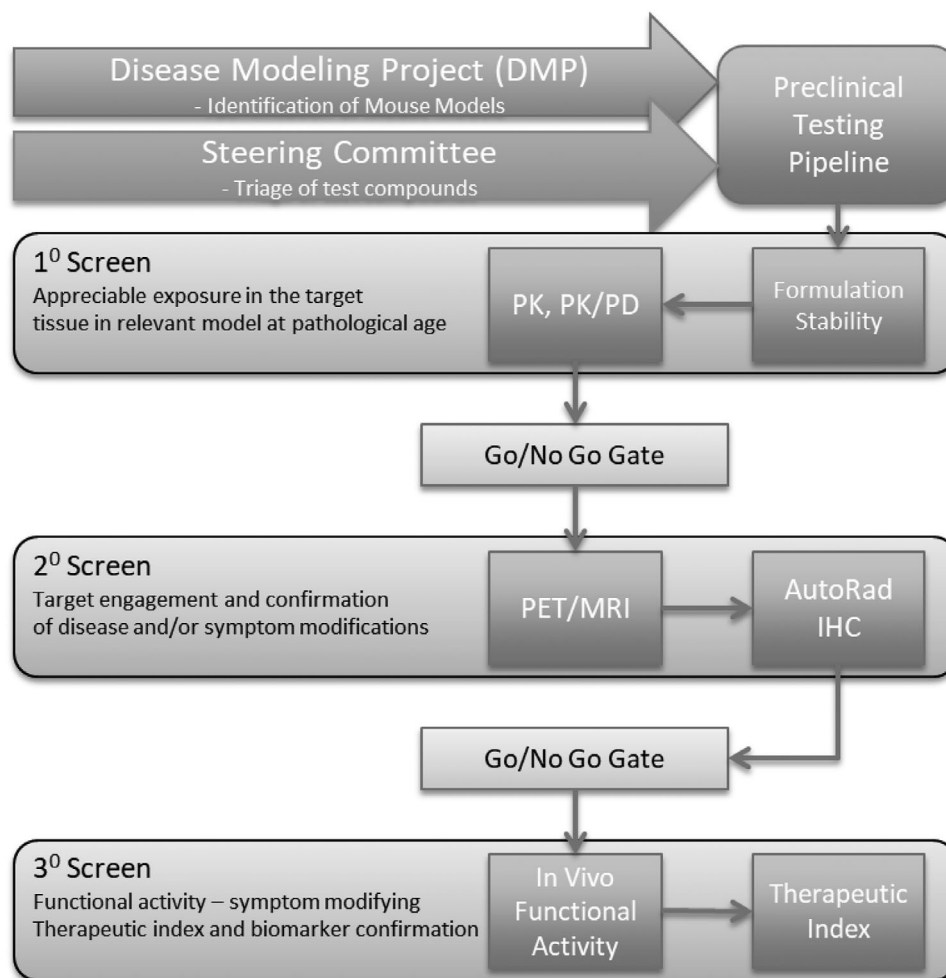 Disease Modeling Project (DMP)
- Identification of Mouse Models
Steering Committee
- Triage of test compounds
Preclinical
Testing
Pipeline
1⁰ Screen
Appreciable exposure in the target
tissue in relevant model at pathological age
PK, PK/PD
Formulation
Stability
Go/No Go Gate
2⁰ Screen
Target engagement and confirmation
of disease and/or symptom modifications
PET/MRI
AutoRad
IHC
Go/No Go Gate
3⁰ Screen
Functional activity – symptom modifying
Therapeutic index and biomarker confirmation
In Vivo
Functional
Activity
Therapeutic
Index